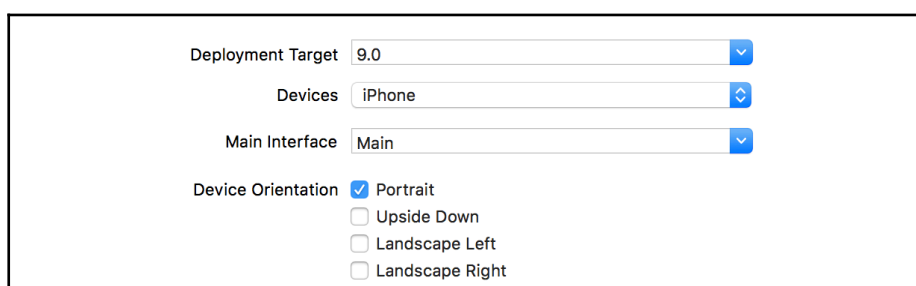 Deployment Target 9.0
Devices iPhone
Main Interface Main
Device Orientation Portrait
Upside Down
Landscape Left
Landscape Right